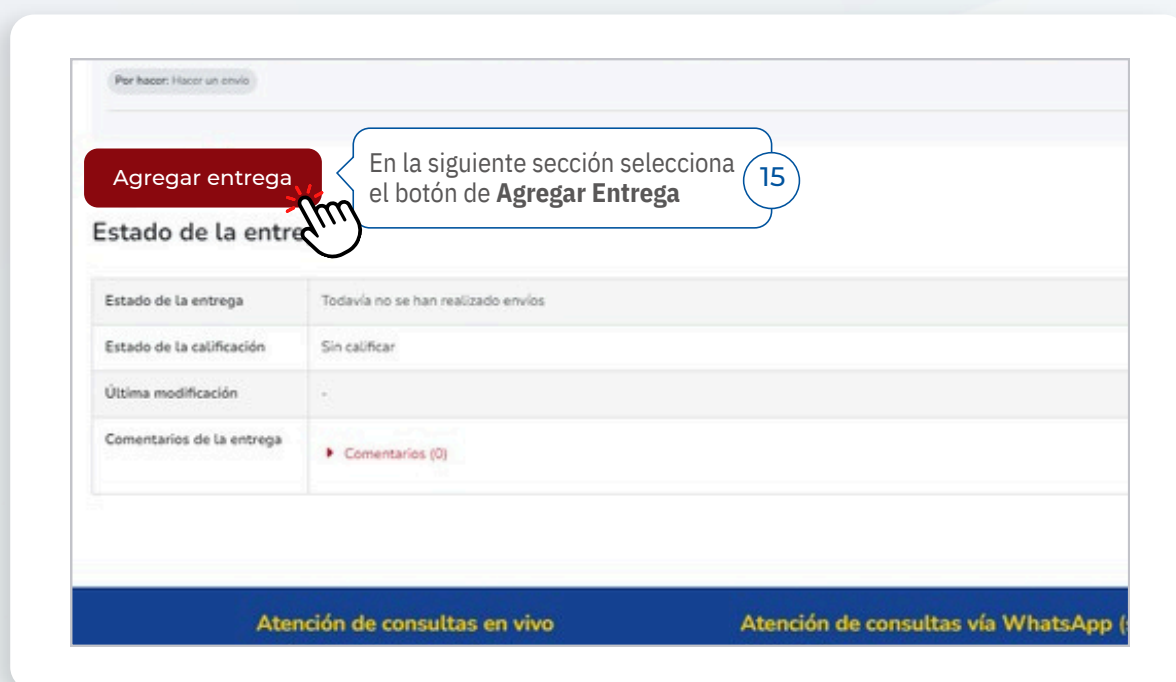 Por hacer: Hacer un envío
Agregar entrega
En la siguiente sección selecciona
el botón de Agregar Entrega
15
Estado de la entre
Estado de la entrega Todavía no se han realizado envíos
Estado de la calificación Sin calificar
Última modificación -
Comentarios de la entrega Comentarios (0)
Atención de consultas en vivo Atención de consultas vía WhatsApp (